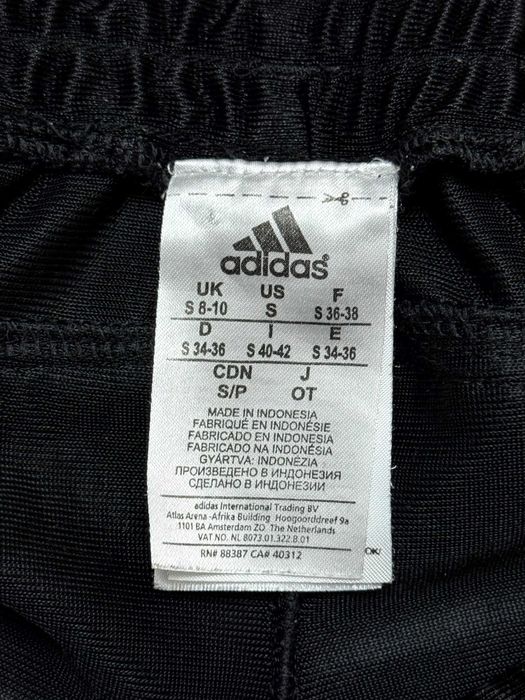 adidas
UK US F
S 8-10 S S 36-38
D I E
S 34-36 S 40-42 S 34-36
CDN J
S/P OT
MADE IN INDONESIA
FABRIQUÉ EN INDONÉSIE
FABRICADO EN INDONESIA
FABRICADO NA INDONÉSIA
GYÁRTVA: INDONÉZIA
ПРОИЗВЕДЕНО В ИНДОНЕЗИЯ
СДЕЛАНО В ИНДОНЕЗИИ
adidas International Trading BV
Atlas Arena -Afrika Building Hoogoorddreef 9a
1101 BA Amsterdam ZO The Netherlands
VAT NO. NL 8073.01.322.B.01
RN# 88387 CA# 40312
OK/